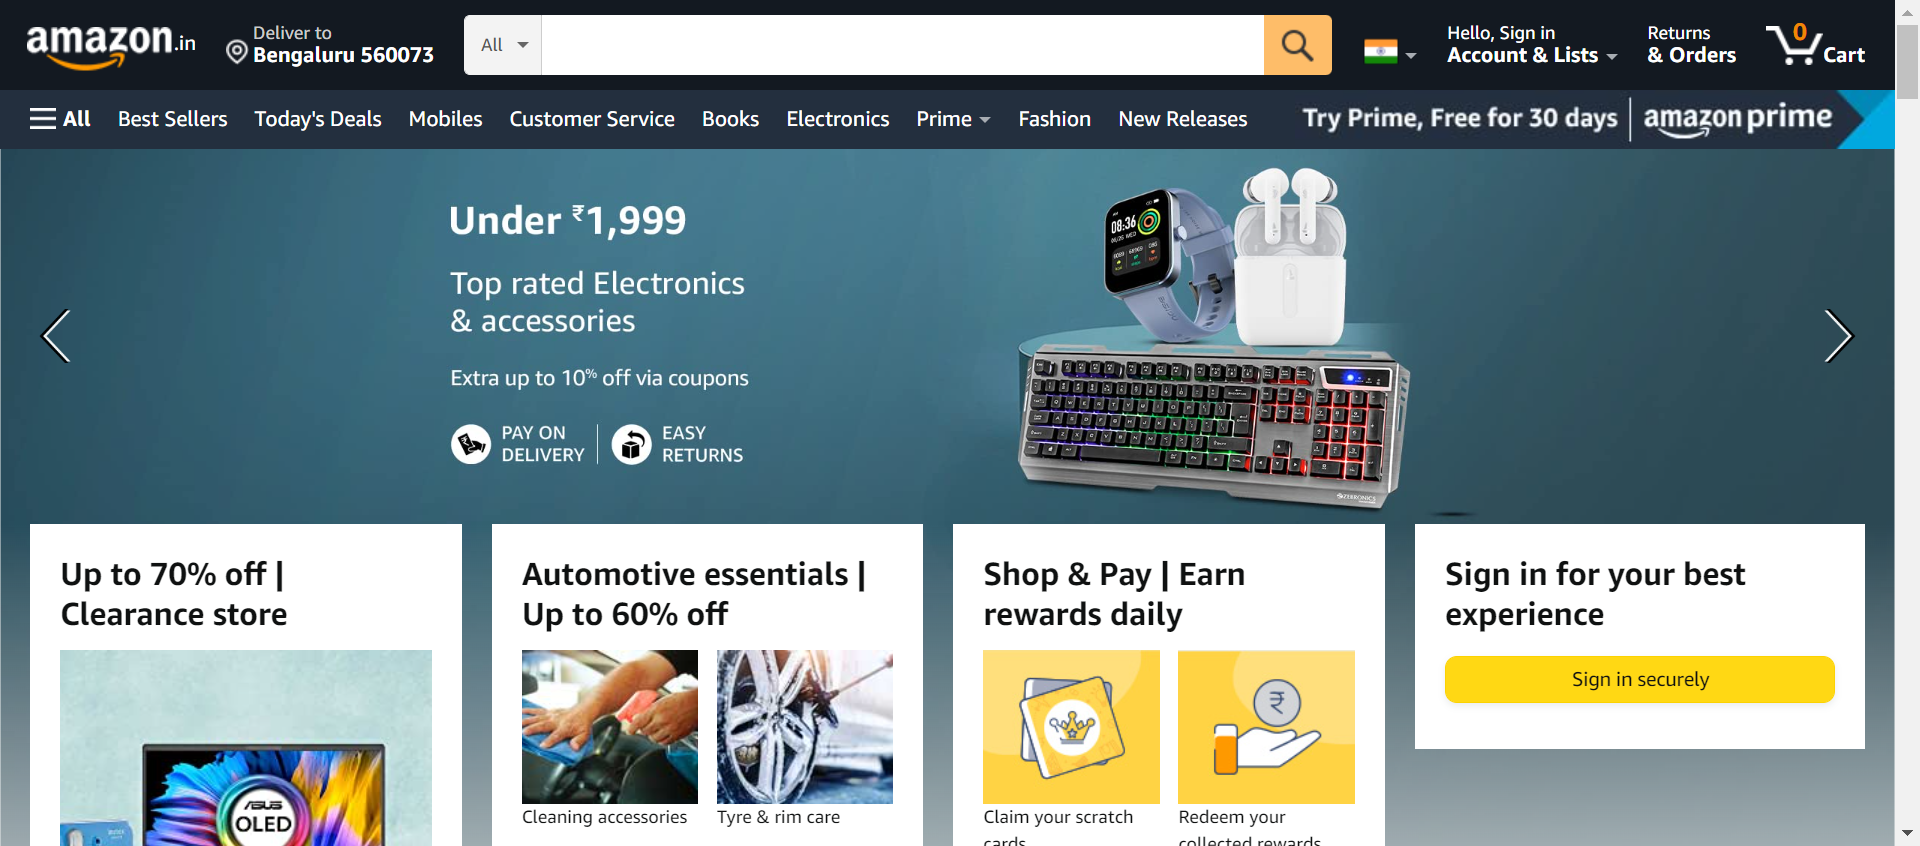 amazon.in
Deliver to
Bengaluru 560073
All
Hello, Sign in
Account & Lists
Returns
& Orders
0
Cart
All
Best Sellers
Today's Deals
Mobiles
Customer Service
Books
Electronics
Prime
Fashion
New Releases
Try Prime, Free for 30 days
amazon prime
Under ₹1,999
Top rated Electronics
& accessories
Extra up to 10% off via coupons
PAY ON
DELIVERY
EASY
RETURNS
08:36
ZEBRONICS
Up to 70% off |
Clearance store
Automotive essentials |
Up to 60% off
Shop & Pay | Earn
rewards daily
Sign in for your best
experience
Sign in securely
ASUS
OLED
Cleaning accessories
Tyre & rim care
₹
Claim your scratch
cards
Redeem your
collected rewards